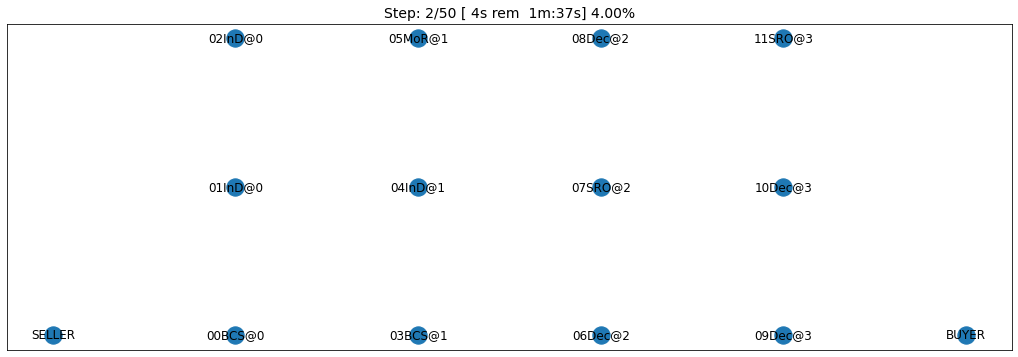 Step: 2/50 [ 4s rem  1m:37s] 4.00%
02InD@0 05MoR@1 08Dec@2 11SRO@3
01InD@0 04InD@1 07SRO@2 10Dec@3
SELLER 00BCS@0 03BCS@1 06Dec@2 09Dec@3 BUYER